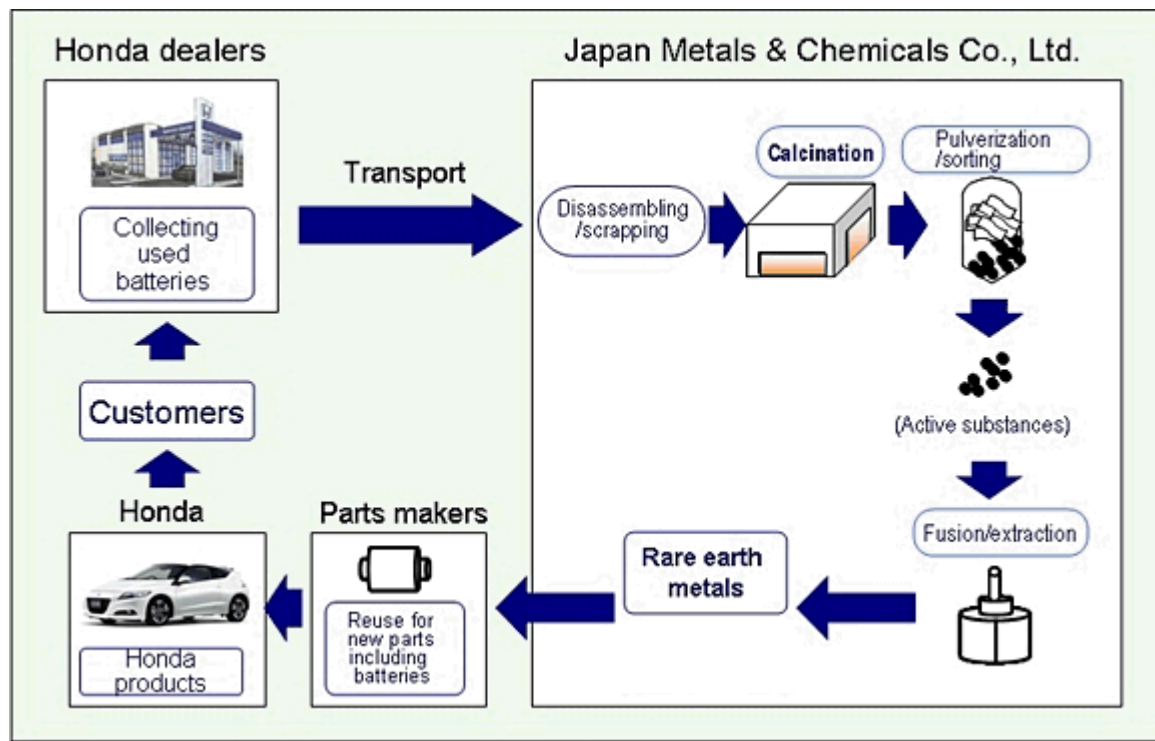 Honda dealers
Collecting
used
batteries
Transport
Japan Metals & Chemicals Co., Ltd.
Disassembling
/scrapping
Calcination
Pulverization
/sorting
(Active substances)
Fusion/extraction
Rare earth
metals
Parts makers
Reuse for
new parts
including
batteries
Honda
Honda
products
Customers